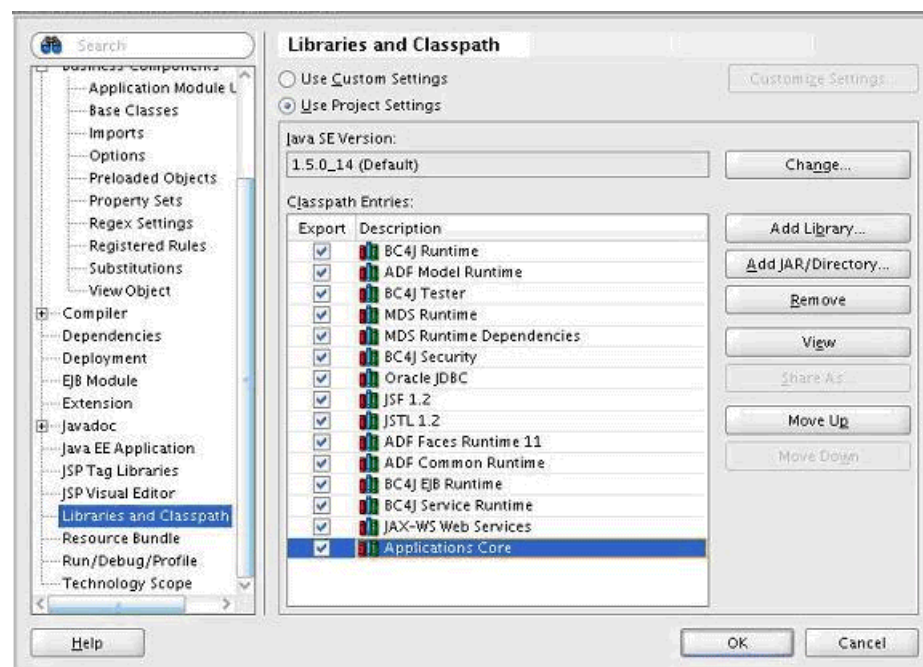 Search
Business Components
Application Module U
Base Classes
Imports
Options
Preloaded Objects
Property Sets
Regex Settings
Registered Rules
Substitutions
View Object
Compiler
Dependencies
Deployment
EJB Module
Extension
Javadoc
Java EE Application
JSP Tag Libraries
JSP Visual Editor
Libraries and Classpath
Resource Bundle
Run/Debug/Profile
Technology Scope
Libraries and Classpath
Use Custom Settings
Customize Settings...
Use Project Settings
Java SE Version:
1.5.0_14 (Default)
Change...
Classpath Entries:
Export Description
BC4J Runtime
ADF Model Runtime
BC4J Tester
MDS Runtime
MDS Runtime Dependencies
BC4J Security
Oracle JDBC
JSF 1.2
JSTL 1.2
ADF Faces Runtime 11
ADF Common Runtime
BC4J EJB Runtime
BC4J Service Runtime
JAX-WS Web Services
Applications Core
Add Library...
Add JAR/Directory...
Remove
View
Share As...
Move Up
Move Down
Help
OK
Cancel